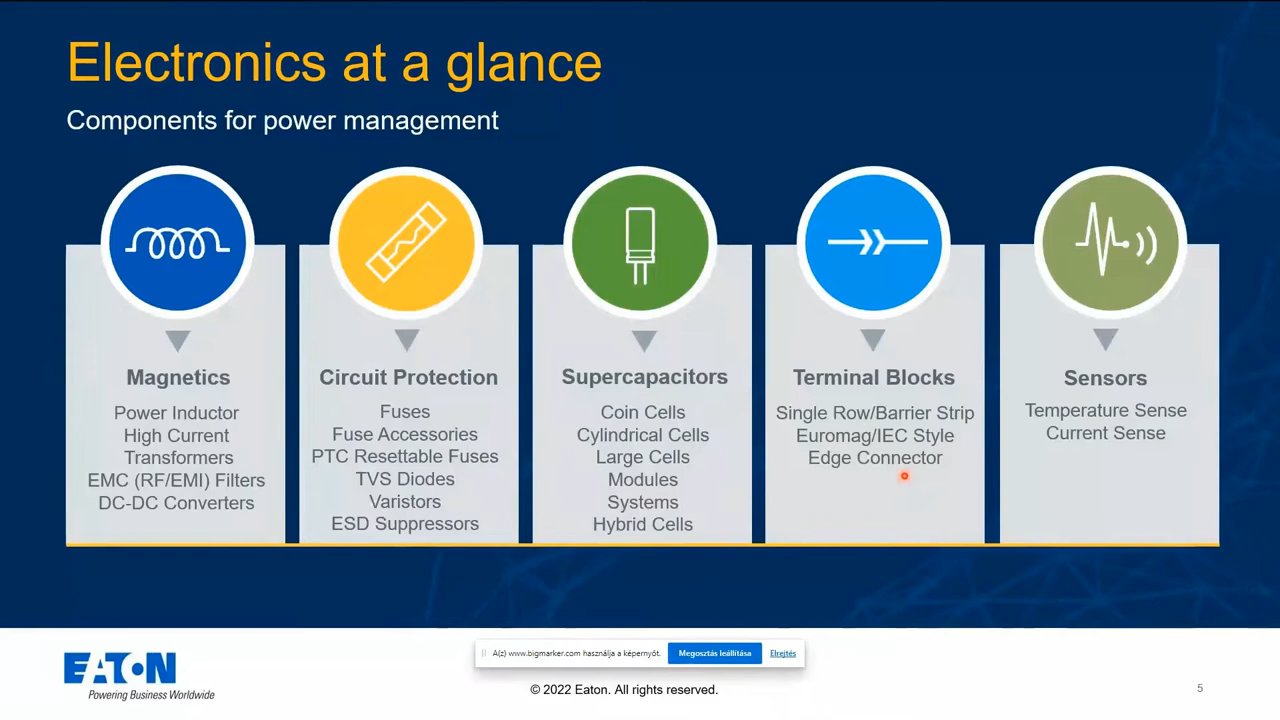 Electronics at a glance
Components for power management
Magnetics
Power Inductor
High Current
Transformers
EMC (RF/EMI) Filters
DC-DC Converters
Circuit Protection
Fuses
Fuse Accessories
PTC Resettable Fuses
TVS Diodes
Varistors
ESD Suppressors
Supercapacitors
Coin Cells
Cylindrical Cells
Large Cells
Modules
Systems
Hybrid Cells
Terminal Blocks
Single Row/Barrier Strip
Euromag/IEC Style
Edge Connector
Sensors
Temperature Sense
Current Sense
EATON
Powering Business Worldwide
A(z) www.bigmarker.com használja a képernyőt.
Megosztás leállítása
Elrejtés
© 2022 Eaton. All rights reserved.
5